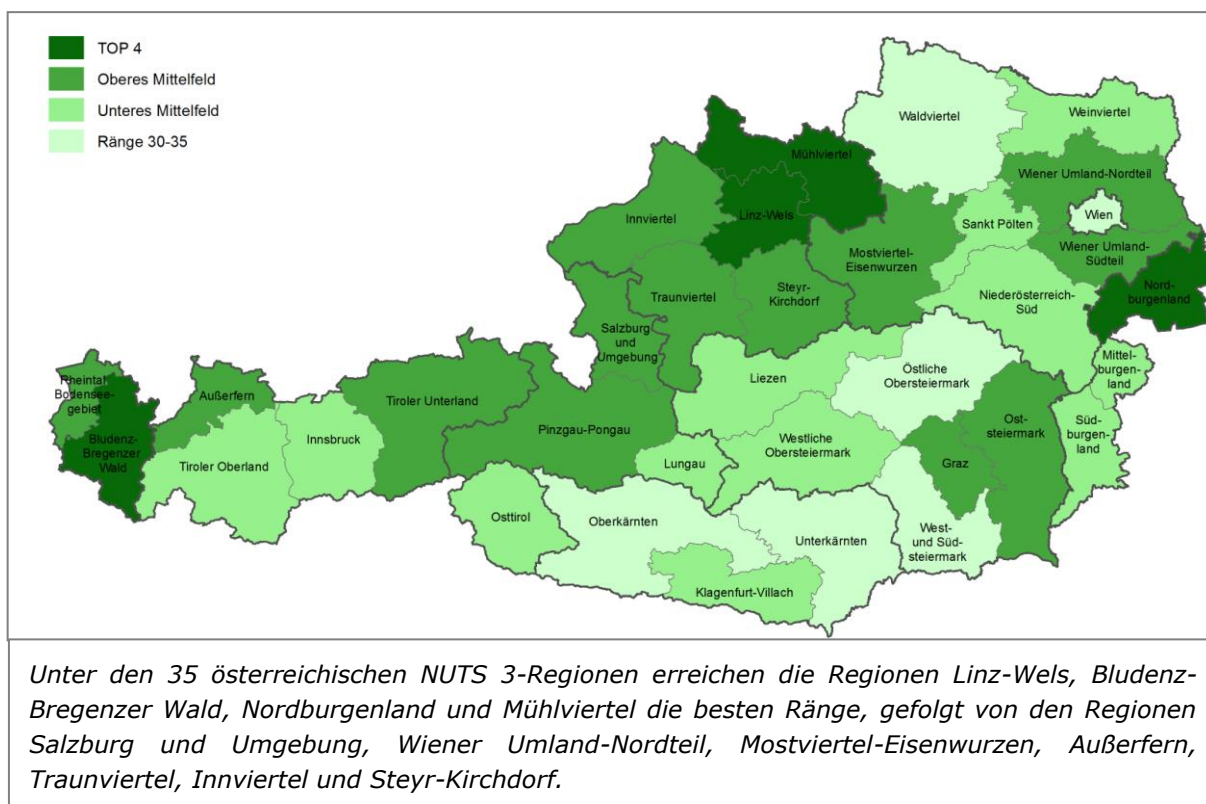 TOP 4
Oberes Mittelfeld
Unteres Mittelfeld
Ränge 30-35
Waldviertel
Weinviertel
Mühlviertel
Wiener Umland-Nordteil
Innviertel
Linz-Wels
Wien
Sankt Pölten
Mostviertel-
Eisenwurzen
Wiener Umland-
Südteil
Nord-
burgenland
Traunviertel
Steyr-
Kirchdorf
Niederösterreich-
Süd
Salzburg
und
Umgebung
Liezen
Östliche
Obersteiermark
Mittel-
burgen-
land
Rheintal
Bodensee-
gebiet
Außerfern
Tiroler Unterland
Bludenz-
Bregenzer
Wald
Innsbruck
Pinzgau-Pongau
Ost-
steiermark
Süd-
burgen-
land
Tiroler Oberland
Westliche
Obersteiermark
Lungau
Graz
Osttirol
Oberkärnten
Unterkärnten
West-
und Süd-
steiermark
Klagenfurt-Villach
Unter den 35 österreichischen NUTS 3-Regionen erreichen die Regionen Linz-Wels, Bludenz-
Bregenzer Wald, Nordburgenland und Mühlviertel die besten Ränge, gefolgt von den Regionen
Salzburg und Umgebung, Wiener Umland-Nordteil, Mostviertel-Eisenwurzen, Außerfern,
Traunviertel, Innviertel und Steyr-Kirchdorf.